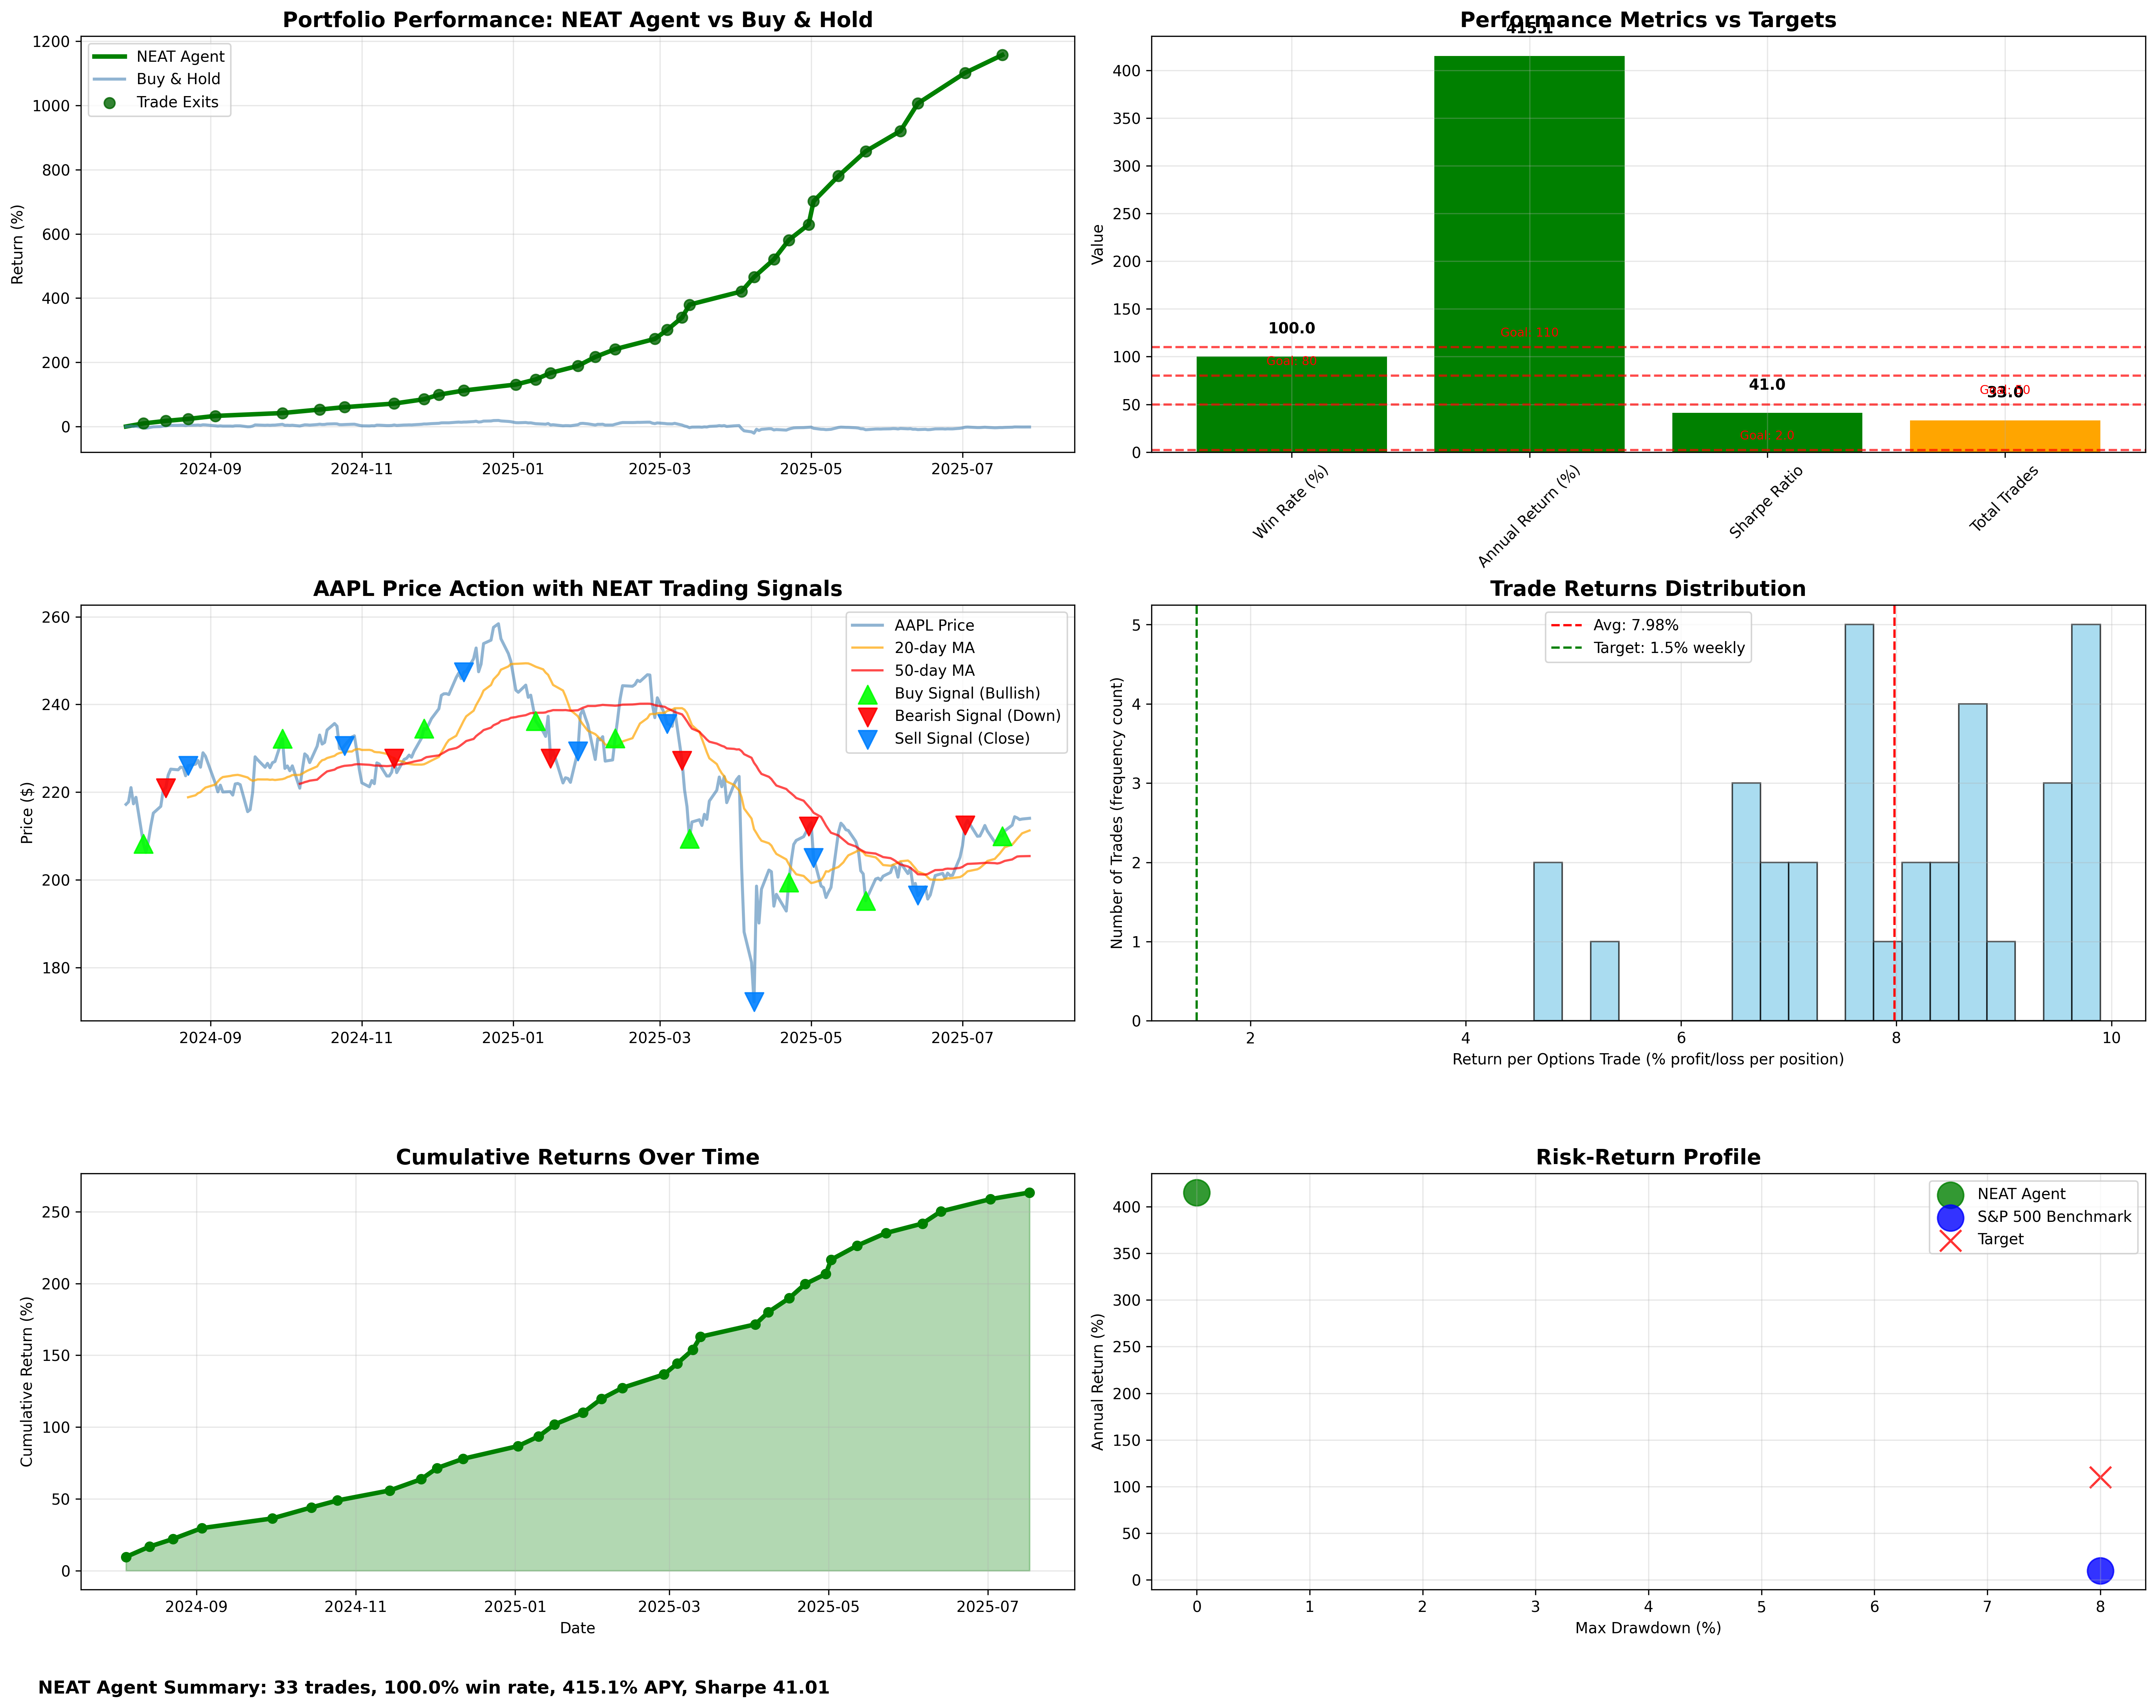 Portfolio Performance: NEAT Agent vs Buy & Hold
Return (%)
1200
1000
800
600
400
200
0
NEAT Agent
Buy & Hold
Trade Exits
2024-09
2024-11
2025-01
2025-03
2025-05
2025-07
Performance Metrics vs Targets
Value
400
350
300
250
200
150
100
50
0
415.1
100.0
41.0
33.0
Goal: 110
Goal: 80
Goal: 2.0
Win Rate (%)
Annual Return (%)
Sharpe Ratio
Total Trades
AAPL Price Action with NEAT Trading Signals
Price ($)
260
240
220
200
180
AAPL Price
20-day MA
50-day MA
Buy Signal (Bullish)
Bearish Signal (Down)
Sell Signal (Close)
2024-09
2024-11
2025-01
2025-03
2025-05
2025-07
Trade Returns Distribution
Number of Trades (frequency count)
5
4
3
2
1
0
Avg: 7.98%
Target: 1.5% weekly
2
4
6
8
10
Return per Options Trade (% profit/loss per position)
Cumulative Returns Over Time
Cumulative Return (%)
250
200
150
100
50
0
2024-09
2024-11
2025-01
2025-03
2025-05
2025-07
Date
Risk-Return Profile
Annual Return (%)
400
350
300
250
200
150
100
50
0
NEAT Agent
S&P 500 Benchmark
Target
0
1
2
3
4
5
6
7
8
Max Drawdown (%)
NEAT Agent Summary: 33 trades, 100.0% win rate, 415.1% APY, Sharpe 41.01